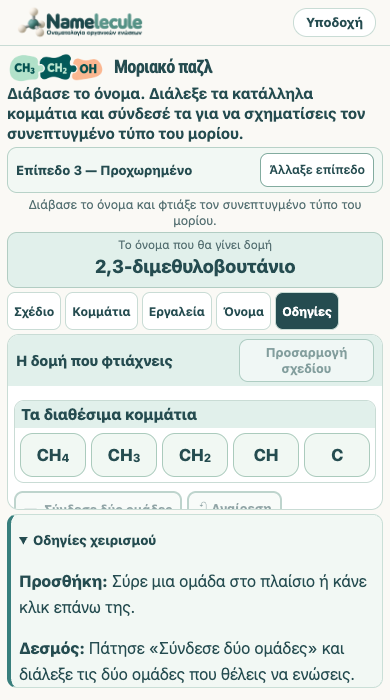 Namelecule
Ονοματολογία οργανικών ενώσεων
Υποδοχή
CH₃ CH₂ OH Μοριακό παζλ
Διάβασε το όνομα. Διάλεξε τα κατάλληλα
κομμάτια και σύνδεσέ τα για να σχηματίσεις τον
συνεπτυγμένο τύπο του μορίου.
Επίπεδο 3 — Προχωρημένο
Άλλαξε επίπεδο
Διάβασε το όνομα και φτιάξε τον συνεπτυγμένο τύπο του
μορίου.
Το όνομα που θα γίνει δομή
2,3-διμεθυλοβουτάνιο
Σχέδιο Κομμάτια Εργαλεία Όνομα Οδηγίες
Η δομή που φτιάχνεις
Προσαρμογή
σχεδίου
Τα διαθέσιμα κομμάτια
CH₄ CH₃ CH₂ CH C
Σύνδεσε δύο ομάδες Αναίρεση
▼ Οδηγίες χειρισμού
Προσθήκη: Σύρε μια ομάδα στο πλαίσιο ή κάνε
κλικ επάνω της.
Δεσμός: Πάτησε «Σύνδεσε δύο ομάδες» και
διάλεξε τις δύο ομάδες που θέλεις να ενώσεις.